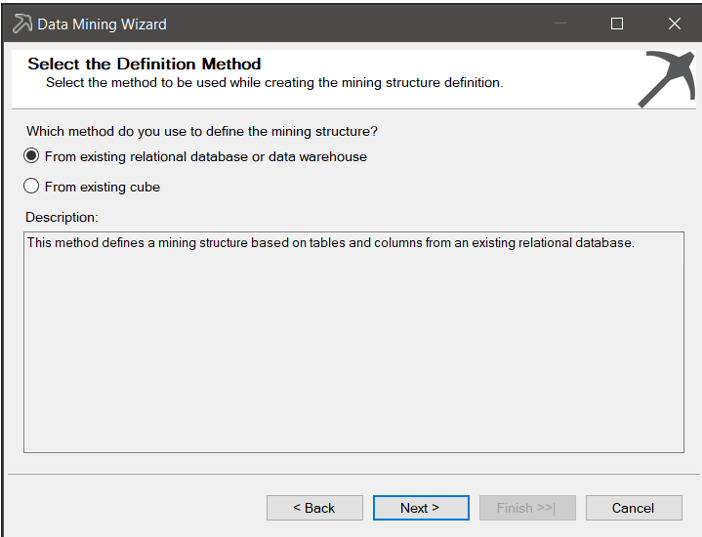 Data Mining Wizard
Select the Definition Method
Select the method to be used while creating the mining structure definition.
Which method do you use to define the mining structure?
From existing relational database or data warehouse
From existing cube
Description:
This method defines a mining structure based on tables and columns from an existing relational database.
< Back
Next >
Finish >>|
Cancel